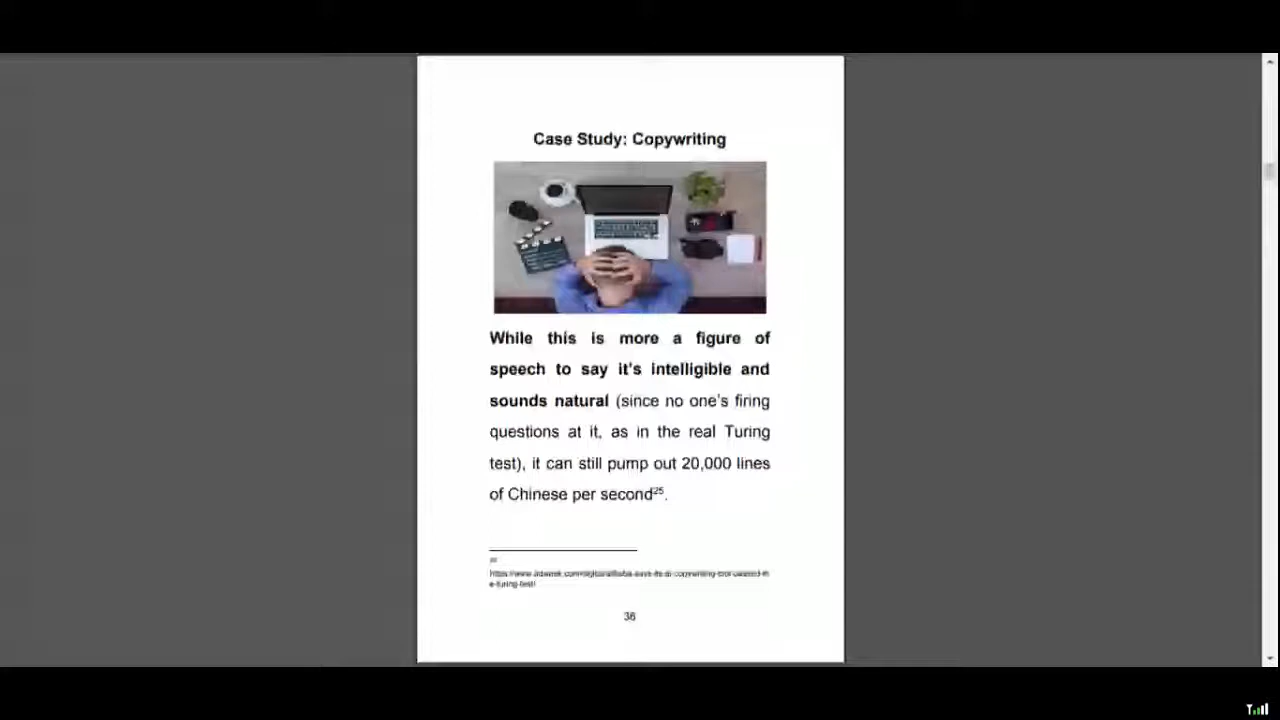 Case Study: Copywriting
While this is more a figure of
speech to say it's intelligible and
sounds natural (since no one's firing
questions at it, as in the real Turing
test), it can still pump out 20,000 lines
of Chinese per second25.
36